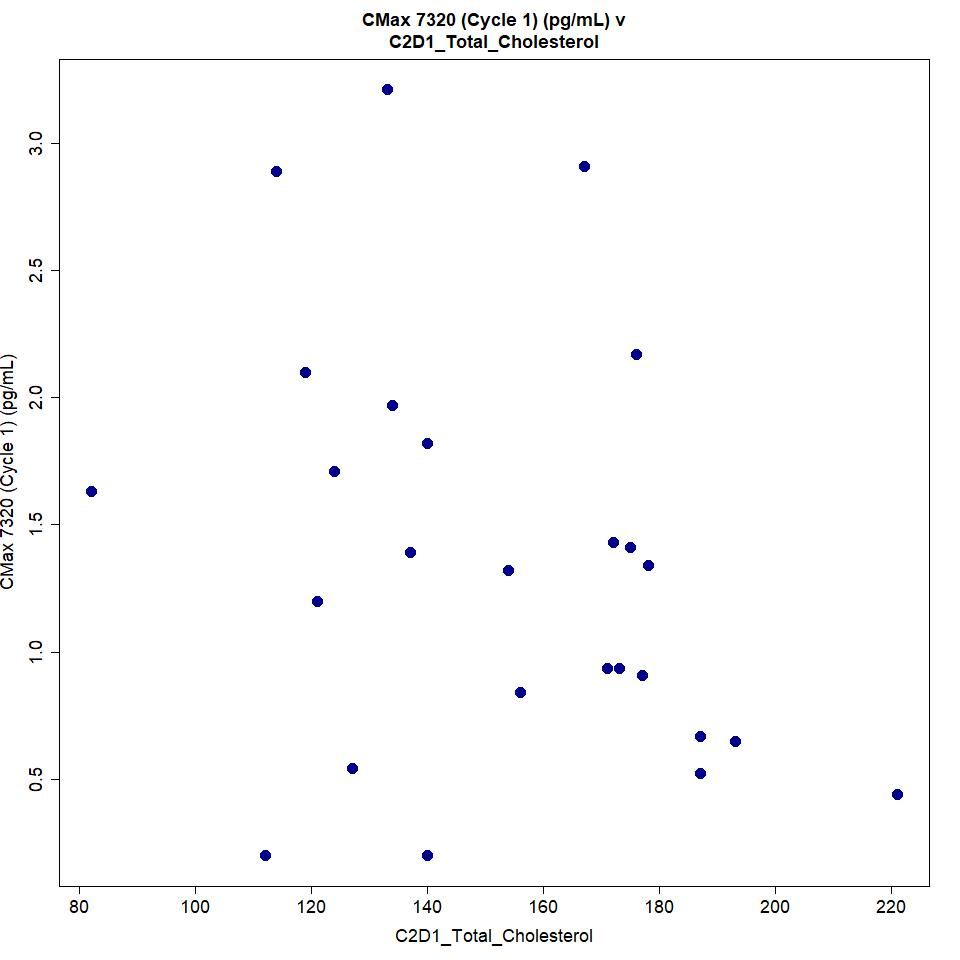 CMax 7320 (Cycle 1) (pg/mL) v
C2D1_Total_Cholesterol
3.0
2.5
2.0
1.5
1.0
0.5
CMax 7320 (Cycle 1) (pg/mL)
80 100 120 140 160 180 200 220
C2D1_Total_Cholesterol